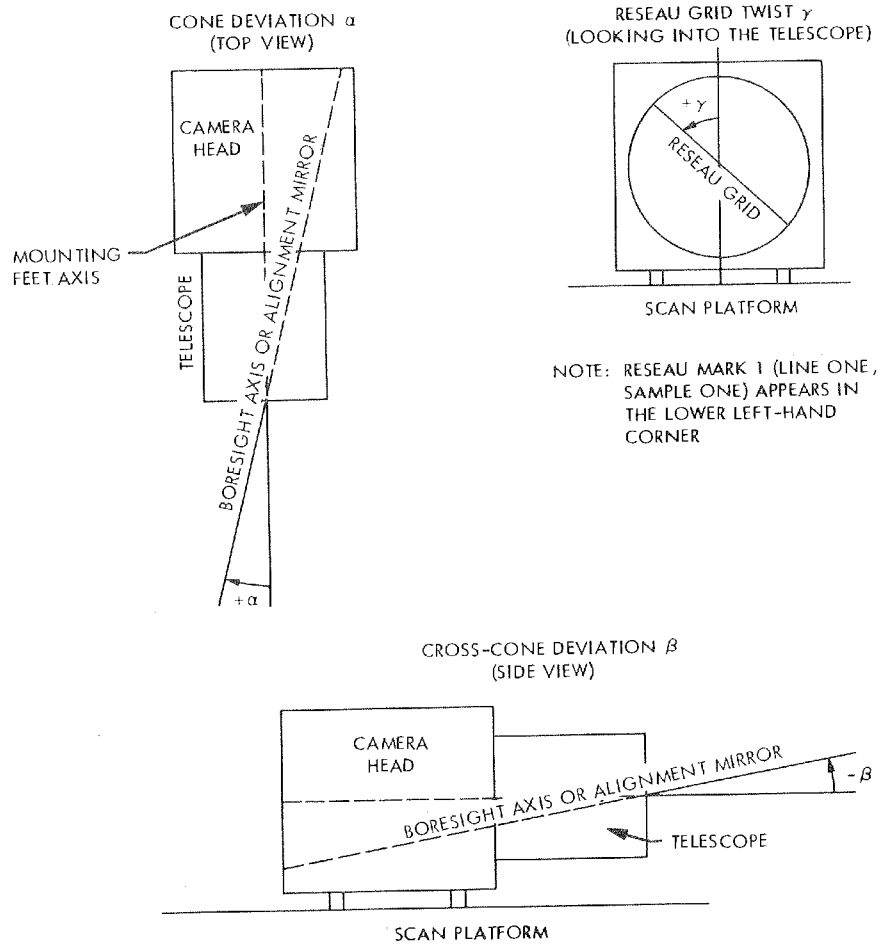 CONE DEVIATION α
(TOP VIEW)
CAMERA
HEAD
MOUNTING
FEET AXIS
TELESCOPE
BORESIGHT AXIS OR ALIGNMENT MIRROR
+α
RESEAU GRID TWIST γ
(LOOKING INTO THE TELESCOPE)
+γ
RESEAU GRID
SCAN PLATFORM
NOTE: RESEAU MARK 1 (LINE ONE,
SAMPLE ONE) APPEARS IN
THE LOWER LEFT-HAND
CORNER
CROSS-CONE DEVIATION β
(SIDE VIEW)
CAMERA
HEAD
BORESIGHT AXIS OR ALIGNMENT MIRROR
-β
TELESCOPE
SCAN PLATFORM